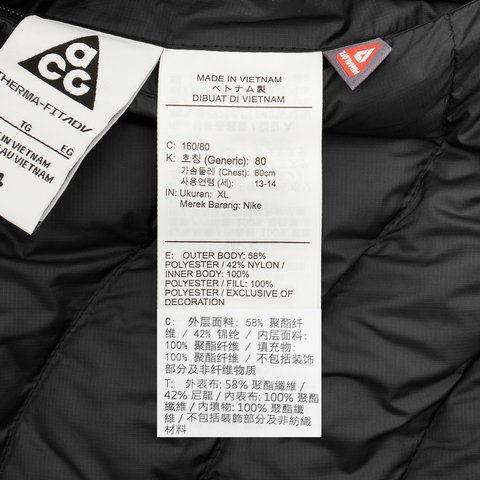 ACG
THERMA-FIT ADV
TG
EG
IN VIETNAM
AU VIETNAM
PRIMALOFT
MADE IN VIETNAM
ベトナム製
DIBUAT DI VIETNAM
C: 160/80
K: 호칭 (Generic): 80
가슴둘레 (Chest): 80cm
사용연령 (세): 13-14
IN: Ukuran: XL
Merek Barang: Nike
E: OUTER BODY: 58%
POLYESTER / 42% NYLON /
INNER BODY: 100%
POLYESTER / FILL: 100%
POLYESTER / EXCLUSIVE OF
DECORATION
C: 外层面料: 58% 聚酯纤
维 / 42% 锦纶 / 内层面料:
100% 聚酯纤维 / 填充物:
100% 聚酯纤维 / 不包括装饰
部分及非纤维物质
T: 外表布: 58% 聚酯纖維 /
42% 尼龍 / 內表布: 100% 聚酯
纖維 / 內填物: 100% 聚酯纖維
/ 不包括裝飾部分及非紡織
材料